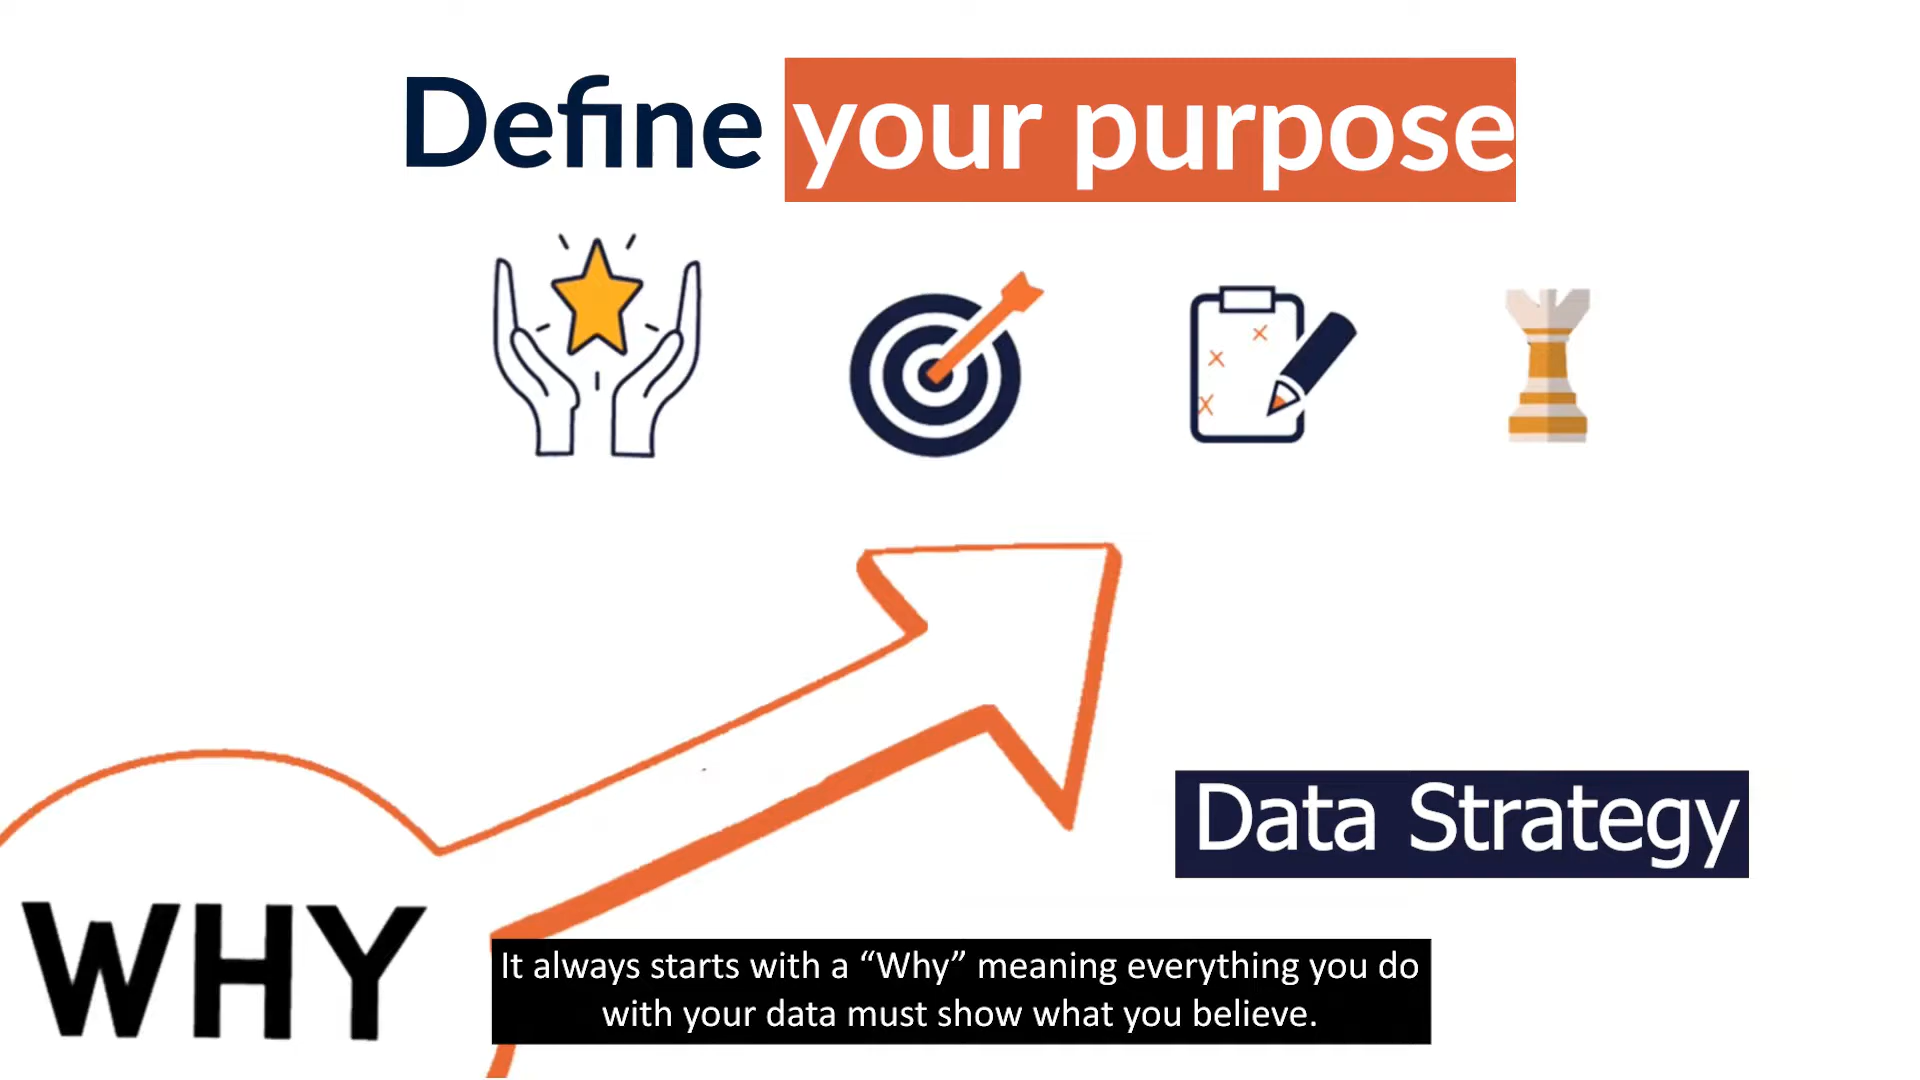 Define your purpose
Data Strategy
WHY
It always starts with a “Why” meaning everything you do
with your data must show what you believe.